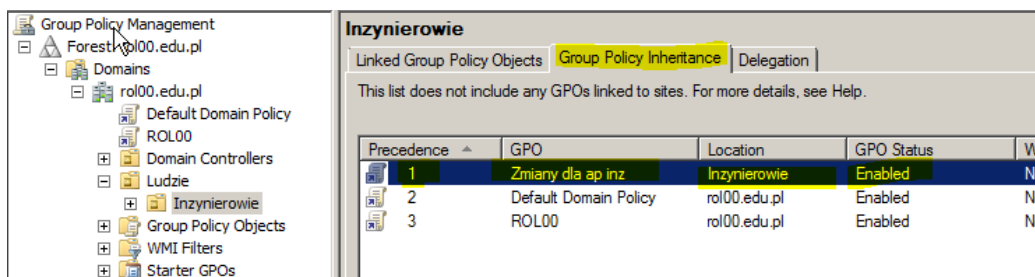 Group Policy Management
Forest: rol00.edu.pl
Domains
rol00.edu.pl
Default Domain Policy
ROL00
Domain Controllers
Ludzie
Inzynierowie
Group Policy Objects
WMI Filters
Starter GPOs
Inzynierowie
Linked Group Policy Objects Group Policy Inheritance Delegation
This list does not include any GPOs linked to sites. For more details, see Help.
Precedence GPO Location GPO Status W
1 Zmiany dla ap inz Inzynierowie Enabled N
2 Default Domain Policy rol00.edu.pl Enabled N
3 ROL00 rol00.edu.pl Enabled N